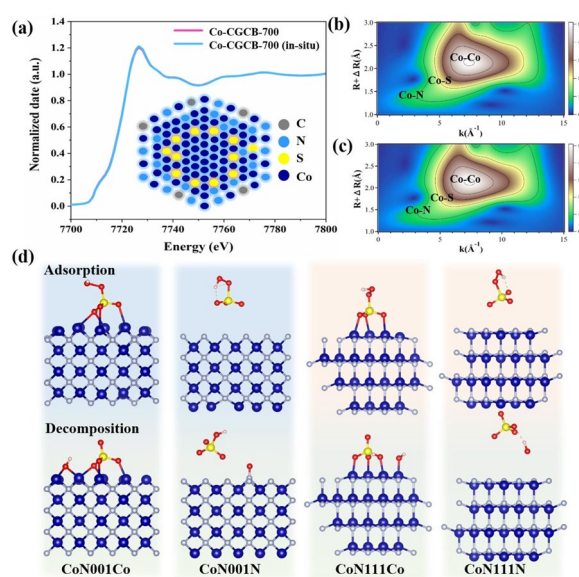 (a)
Co-CGCB-700
Co-CGCB-700 (in-situ)
Normalized date (a.u.)
1.4
1.2
1.0
0.8
0.6
0.4
0.2
0.0
C
N
S
Co
7700
7720
7740
7760
7780
7800
Energy (eV)
(b)
R+Δ R(Å)
3.0
2.5
2.0
1.5
1.0
Co-Co
Co-S
Co-N
0
5
10
15
k(Å⁻¹)
(c)
R+Δ R(Å)
3.0
2.5
2.0
1.5
1.0
Co-Co
Co-S
Co-N
0
5
10
15
k(Å⁻¹)
(d)
Adsorption
Decomposition
CoN001Co
CoN001N
CoN111Co
CoN111N